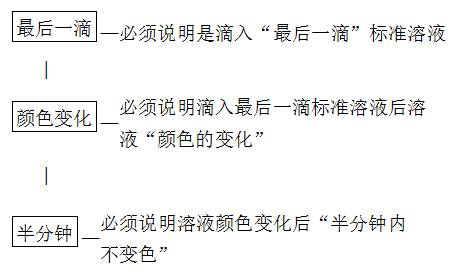 最后一滴—必须说明是滴入“最后一滴”标准溶液
颜色变化—必须说明滴入最后一滴标准溶液后溶
液“颜色的变化”
半分钟—必须说明溶液颜色变化后“半分钟内
不变色”